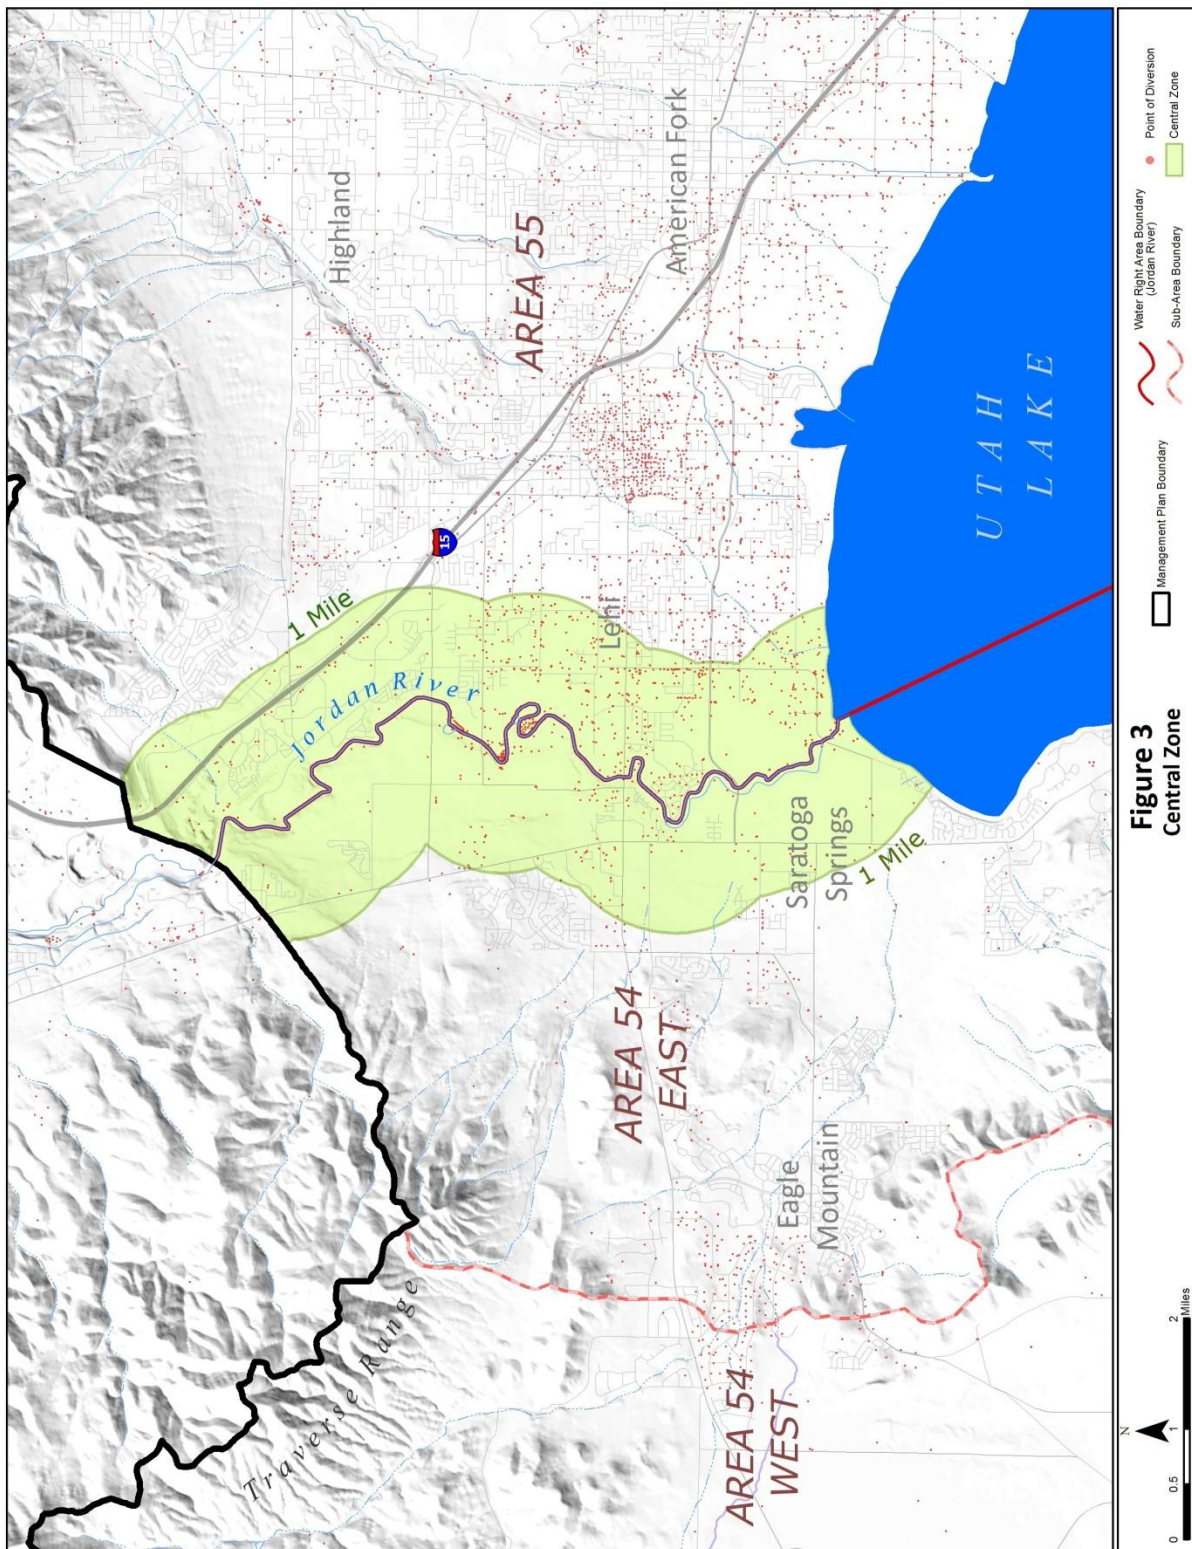 Traverse Range
AREA 54
WEST
Eagle
Mountain
AREA 54
EAST
Saratoga
Springs
1 Mile
Jordan River
1 Mile
Lehi
15
Highland
AREA 55
American Fork
UTAH
LAKE
N
0 0.5 1 2
Miles
Figure 3
Central Zone
Management Plan Boundary
Water Right Area Boundary
(Jordan River)
Sub-Area Boundary
Point of Diversion
Central Zone